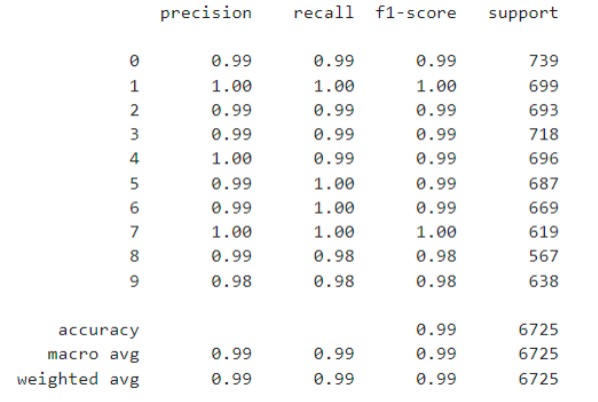 precision recall f1-score support
0 0.99 0.99 0.99 739
1 1.00 1.00 1.00 699
2 0.99 0.99 0.99 693
3 0.99 0.99 0.99 718
4 1.00 0.99 0.99 696
5 0.99 1.00 0.99 687
6 0.99 1.00 0.99 669
7 1.00 1.00 1.00 619
8 0.99 0.98 0.98 567
9 0.98 0.98 0.98 638
accuracy 0.99 6725
macro avg 0.99 0.99 0.99 6725
weighted avg 0.99 0.99 0.99 6725